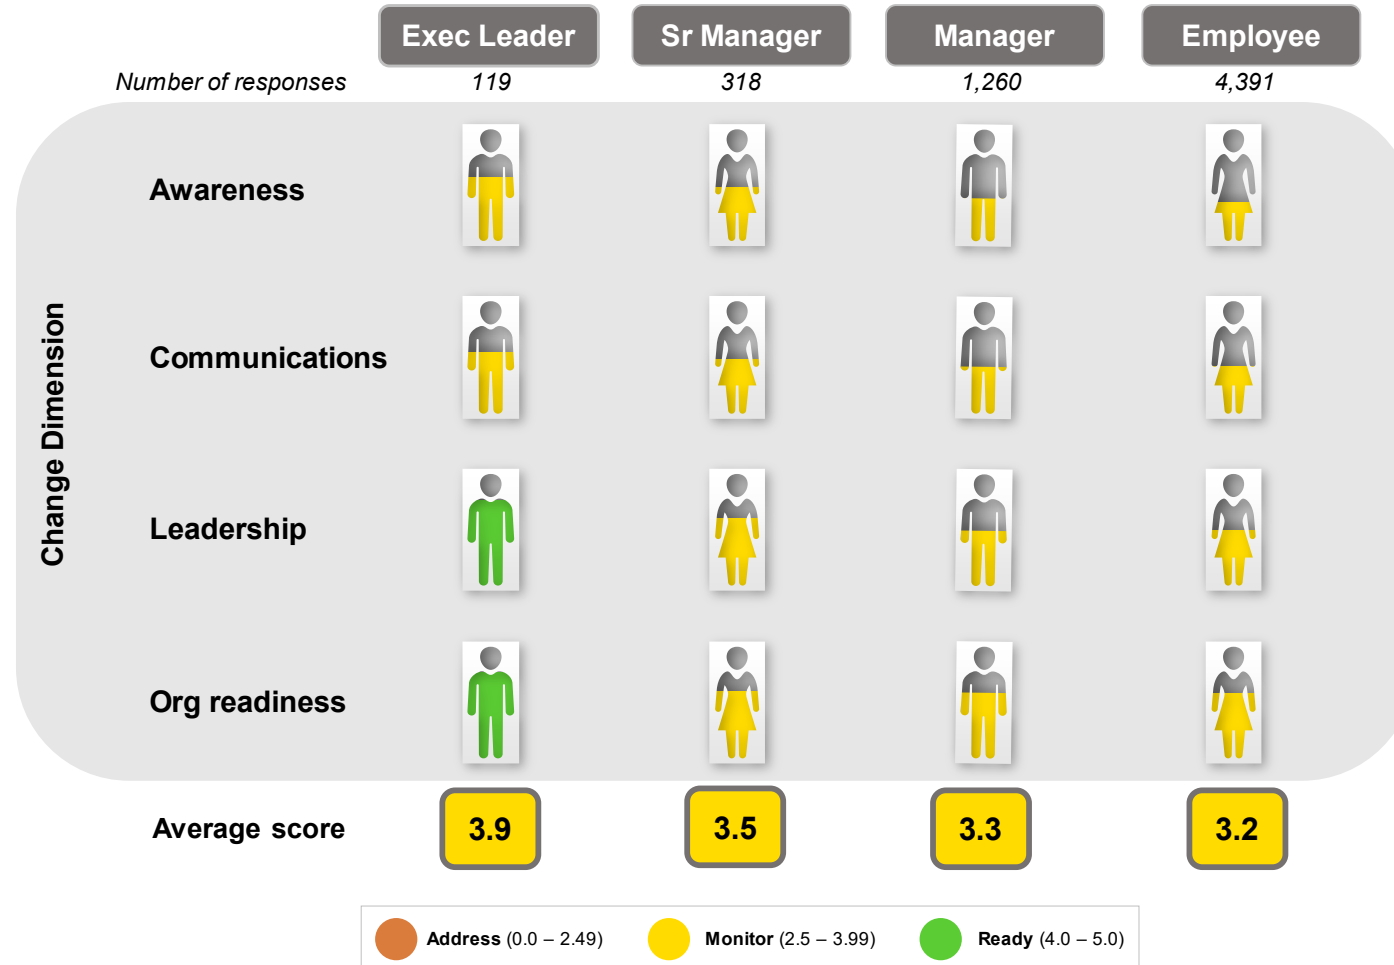 Exec Leader Sr Manager Manager Employee
Number of responses 119 318 1,260 4,391
Change Dimension
Awareness
Communications
Leadership
Org readiness
Average score 3.9 3.5 3.3 3.2
Address (0.0 – 2.49) Monitor (2.5 – 3.99) Ready (4.0 – 5.0)